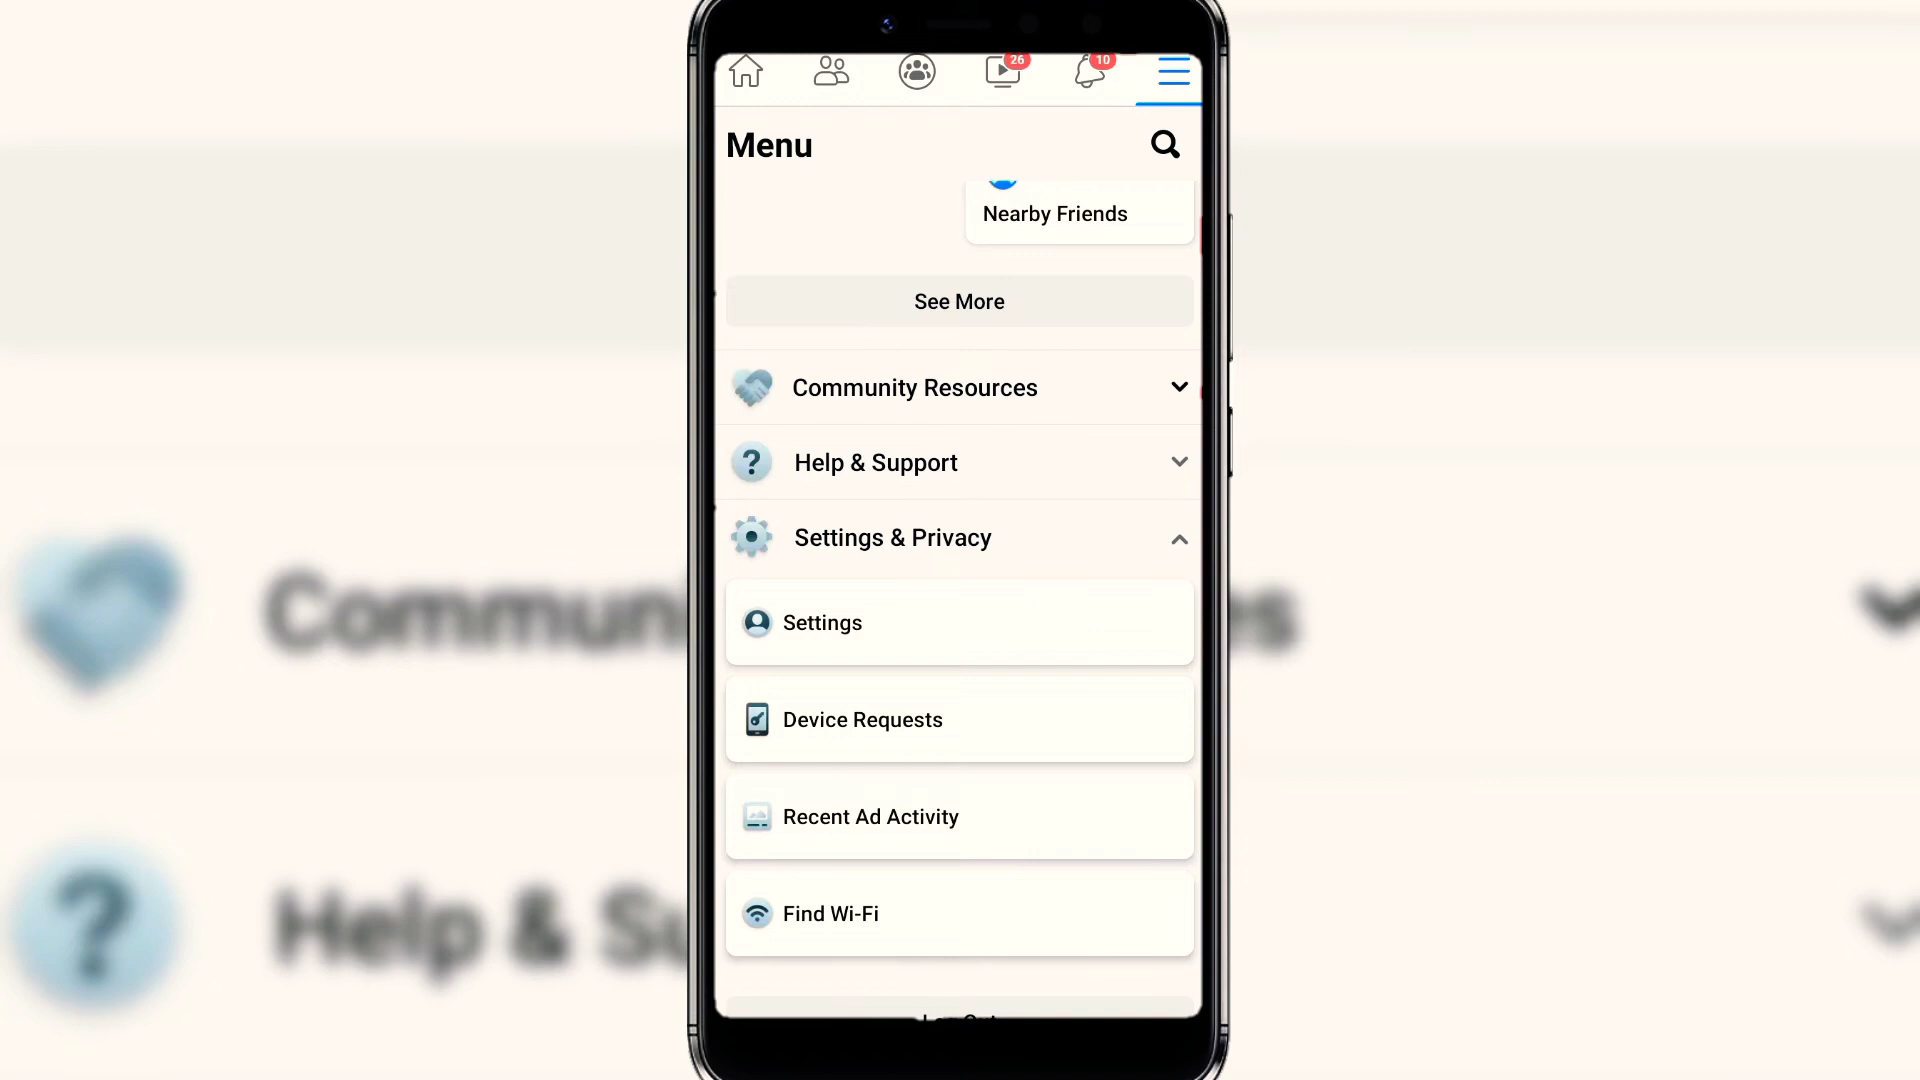 26
10
Menu
Nearby Friends
See More
Community Resources
Help & Support
Settings & Privacy
Settings
Device Requests
Recent Ad Activity
Find Wi-Fi